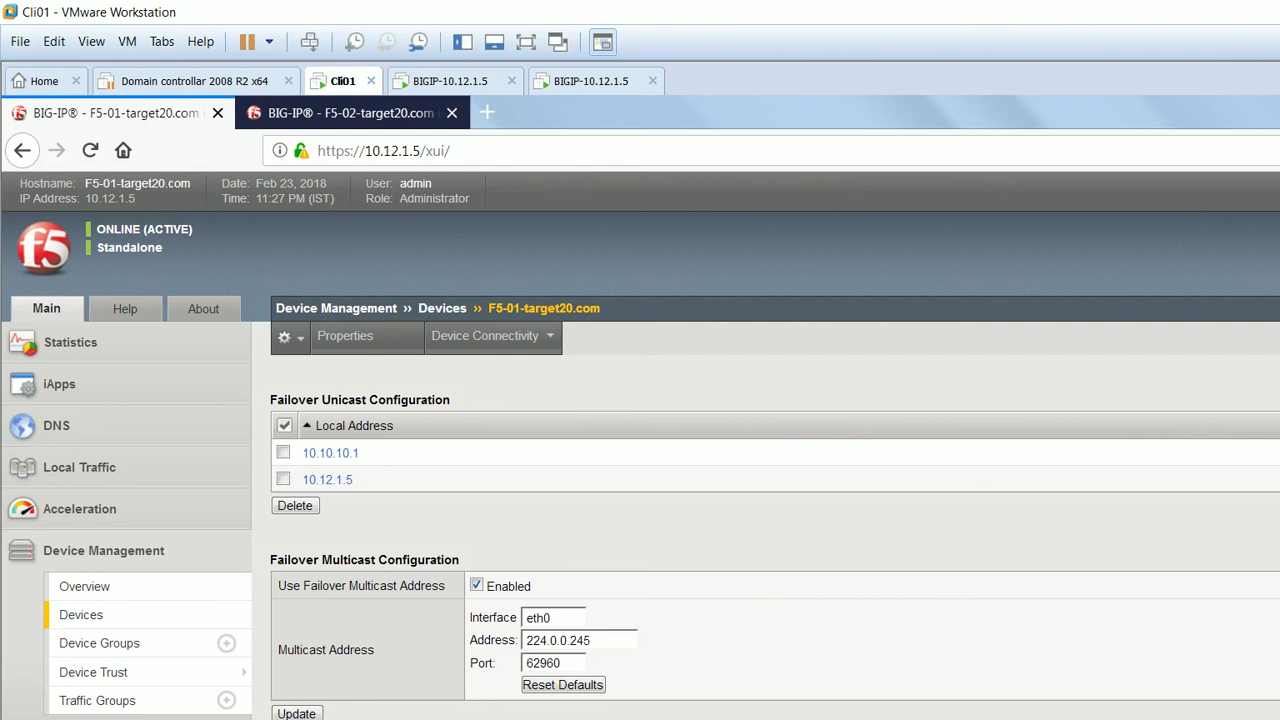 Cli01 - VMware Workstation
File Edit View VM Tabs Help
Home Domain controller 2008 R2 x64 Cli01 BIGIP-10.12.1.5 BIGIP-10.12.1.5
BIG-IP® - F5-01-target20.com BIG-IP® - F5-02-target20.com
https://10.12.1.5/xui/
Hostname: F5-01-target20.com Date: Feb 23, 2018 User: admin
IP Address: 10.12.1.5 Time: 11:27 PM (IST) Role: Administrator
f5
ONLINE (ACTIVE)
Standalone
Main Help About Device Management ›› Devices ›› F5-01-target20.com
Properties Device Connectivity
Statistics
iApps
DNS
Local Traffic
Acceleration
Device Management
Overview
Devices
Device Groups
Device Trust
Traffic Groups
Failover Unicast Configuration
Local Address
10.10.10.1
10.12.1.5
Delete
Failover Multicast Configuration
Use Failover Multicast Address Enabled
Multicast Address
Interface eth0
Address: 224.0.0.245
Port: 62960
Reset Defaults
Update